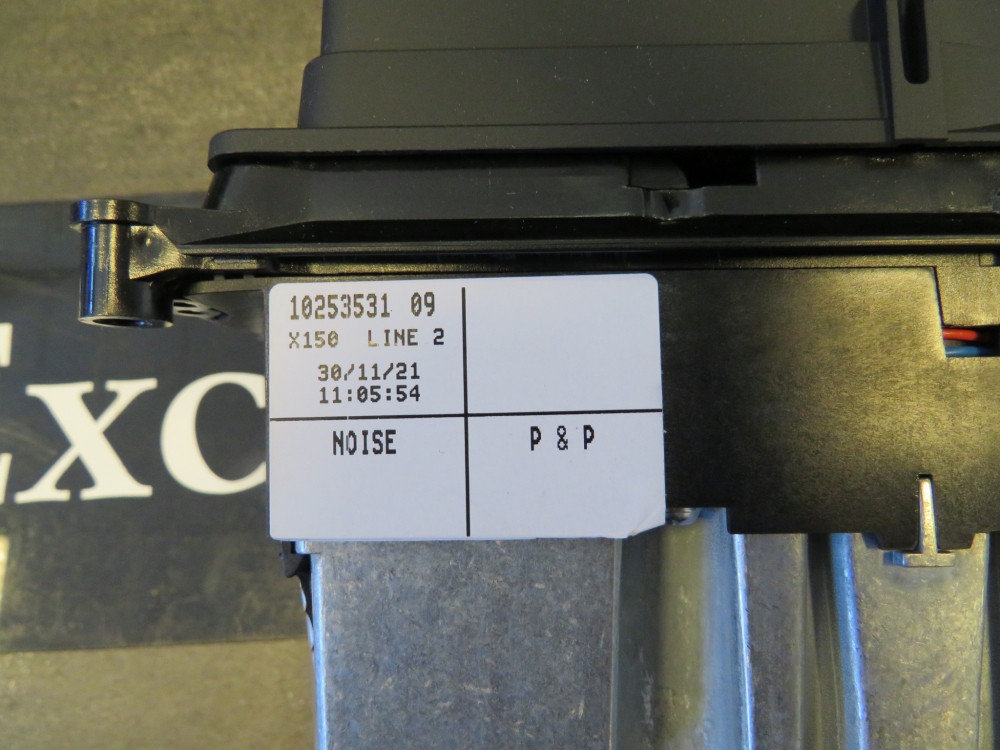 10253531 09
X150 LINE 2
30/11/21
11:05:54
NOISE
P & P
EXC